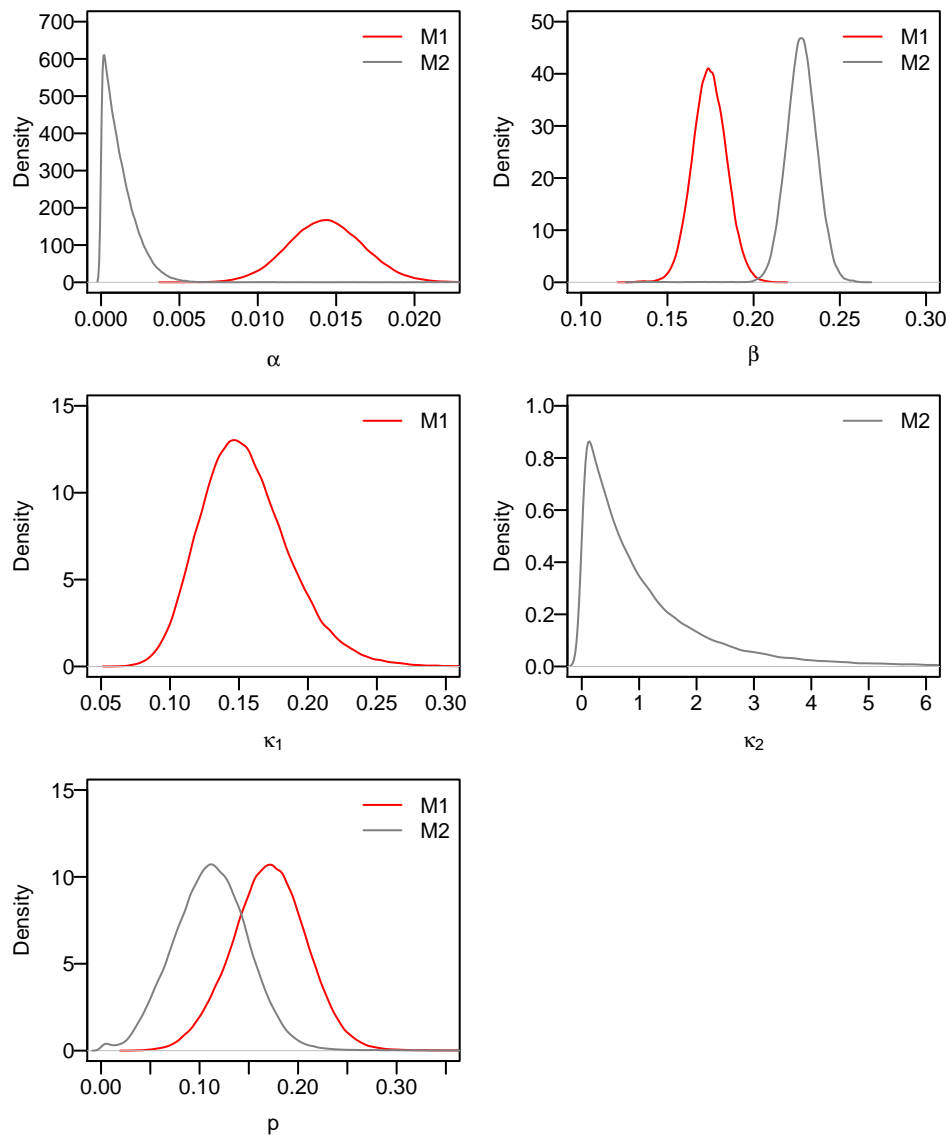 700
600
500
400
300
200
100
0
Density
M1
M2
0.000 0.005 0.010 0.015 0.020
α
50
40
30
20
10
0
Density
M1
M2
0.10 0.15 0.20 0.25 0.30
β
15
10
5
0
Density
M1
0.05 0.10 0.15 0.20 0.25 0.30
κ1
1.0
0.8
0.6
0.4
0.2
0.0
Density
M2
0 1 2 3 4 5 6
κ2
15
10
5
0
Density
M1
M2
0.00 0.10 0.20 0.30
p